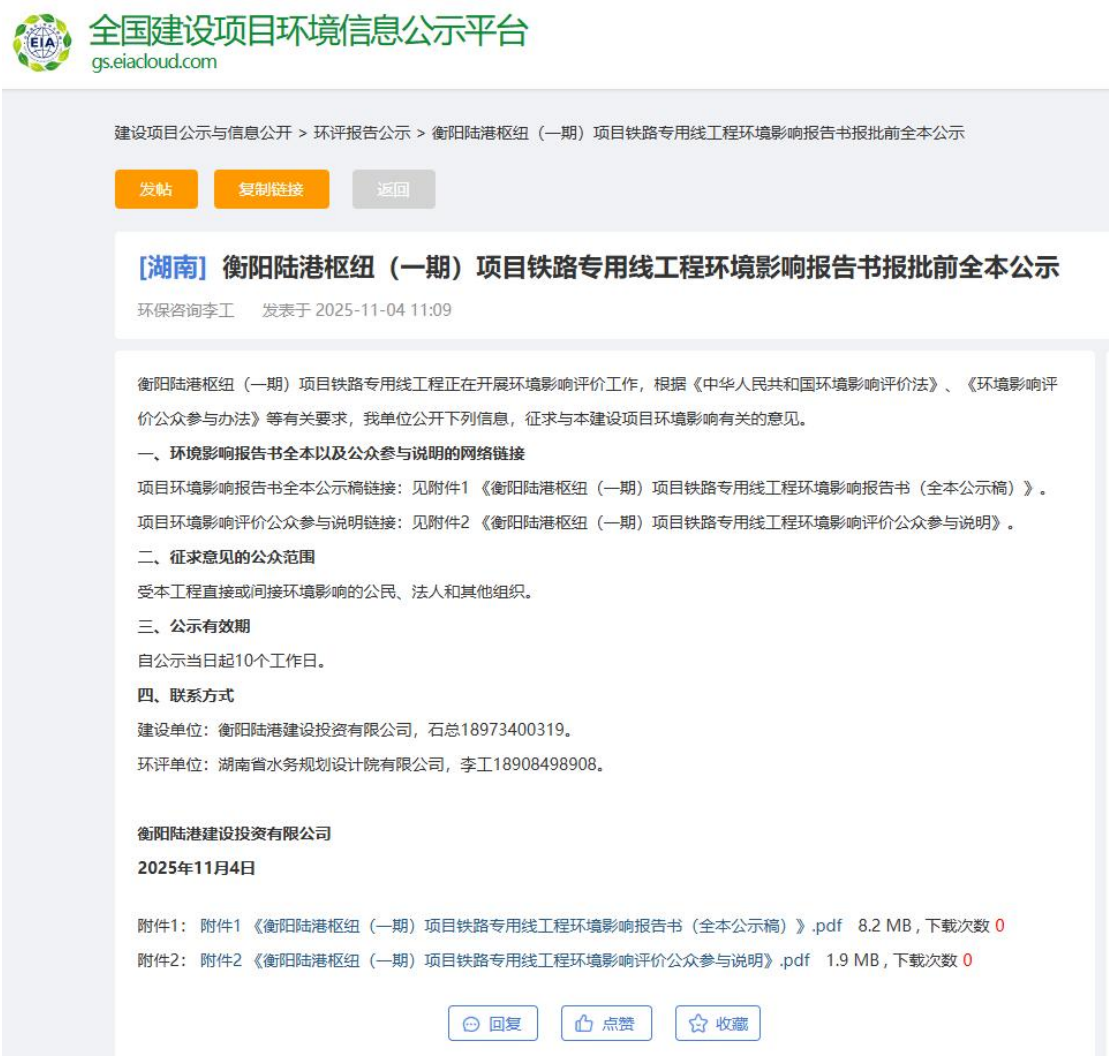 EIA
全国建设项目环境信息公示平台
gs.eiacloud.com
建设项目公示与信息公开 > 环评报告公示 > 衡阳陆港枢纽（一期）项目铁路专用线工程环境影响报告书报批前全本公示
发帖 复制链接 返回
[湖南] 衡阳陆港枢纽（一期）项目铁路专用线工程环境影响报告书报批前全本公示
环保咨询李工 发表于 2025-11-04 11:09
衡阳陆港枢纽（一期）项目铁路专用线工程正在开展环境影响评价工作，根据《中华人民共和国环境影响评价法》、《环境影响评
价公众参与办法》等有关要求，我单位公开下列信息，征求与本建设项目环境影响有关的意见。
一、环境影响报告书全本以及公众参与说明的网络链接
项目环境影响报告书全本公示稿链接：见附件1《衡阳陆港枢纽（一期）项目铁路专用线工程环境影响报告书（全本公示稿）》。
项目环境影响评价公众参与说明链接：见附件2《衡阳陆港枢纽（一期）项目铁路专用线工程环境影响评价公众参与说明》。
二、征求意见的公众范围
受本工程直接或间接环境影响的公民、法人和其他组织。
三、公示有效期
自公示当日起10个工作日。
四、联系方式
建设单位：衡阳陆港建设投资有限公司，石总18973400319。
环评单位：湖南省水务规划设计院有限公司，李工18908498908。
衡阳陆港建设投资有限公司
2025年11月4日
附件1： 附件1《衡阳陆港枢纽（一期）项目铁路专用线工程环境影响报告书（全本公示稿）》.pdf 8.2 MB , 下载次数 0
附件2： 附件2《衡阳陆港枢纽（一期）项目铁路专用线工程环境影响评价公众参与说明》.pdf 1.9 MB , 下载次数 0
回复 点赞 收藏